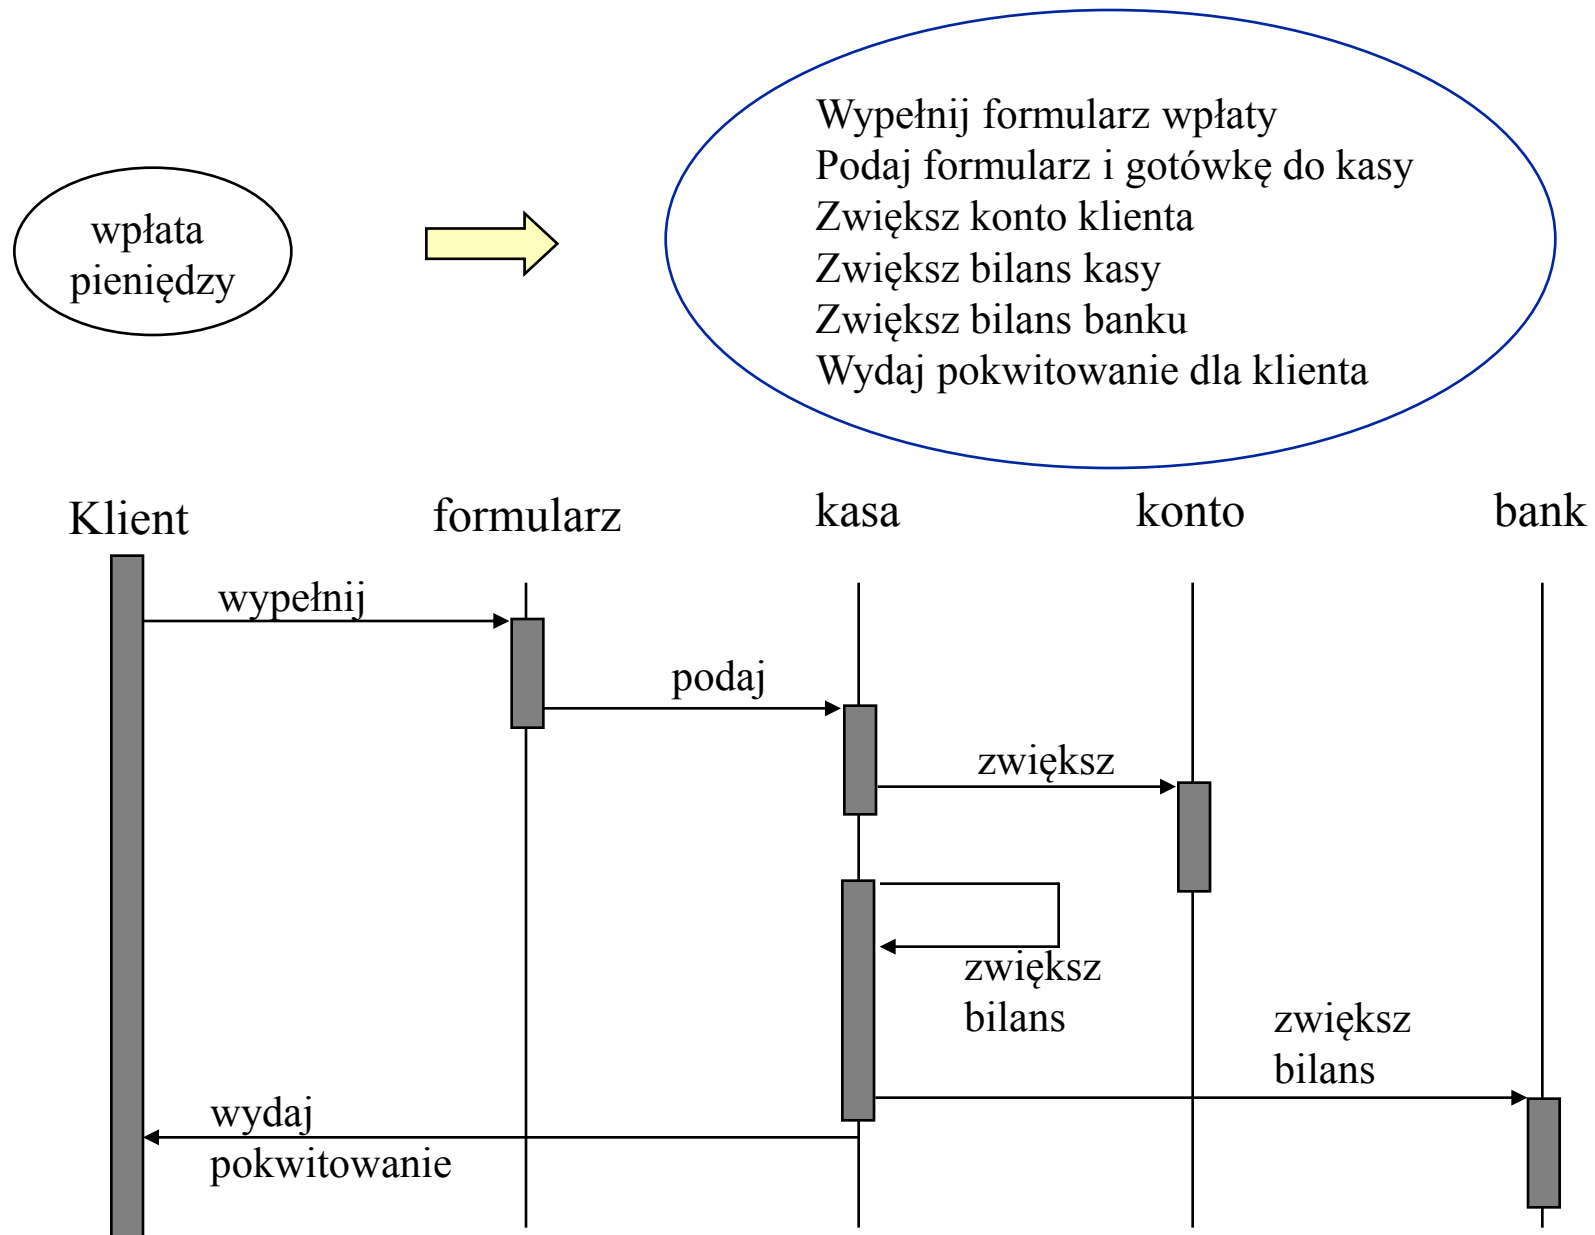 wpłata
pieniędzy
Wypełnij formularz wpłaty
Podaj formularz i gotówkę do kasy
Zwiększ konto klienta
Zwiększ bilans kasy
Zwiększ bilans banku
Wydaj pokwitowanie dla klienta
Klient
formularz
kasa
konto
bank
wypełnij
podaj
zwiększ
zwiększ
bilans
zwiększ
bilans
wydaj
pokwitowanie